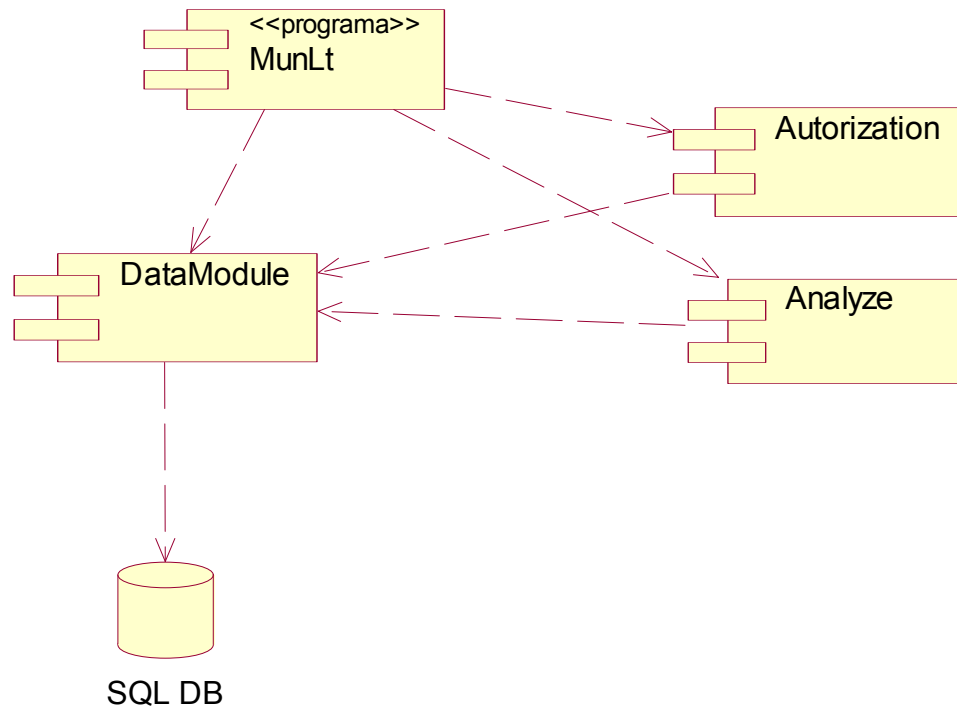 <<programa>>
MunLt
Autorization
DataModule
Analyze
SQL DB